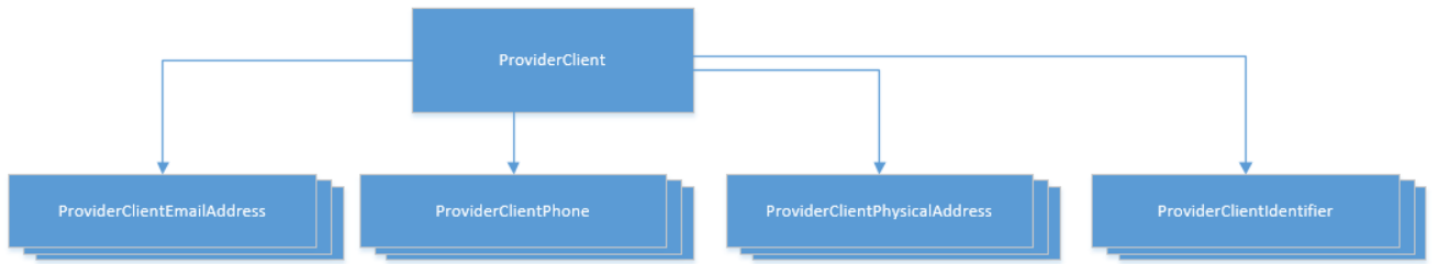 ProviderClient
ProviderClientEmailAddress
ProviderClientPhone
ProviderClientPhysicalAddress
ProviderClientIdentifier